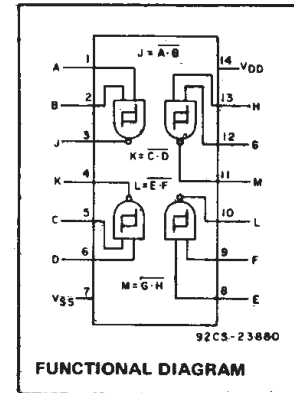 J = A·B
A 1
14 VDD
B 2
13 H
12 G
J 3
K = C·D
11 M
K 4
L = E·F
C 5
10 L
D 6
9 F
M = G·H
VSS 7
8 E
92CS-23880
FUNCTIONAL DIAGRAM